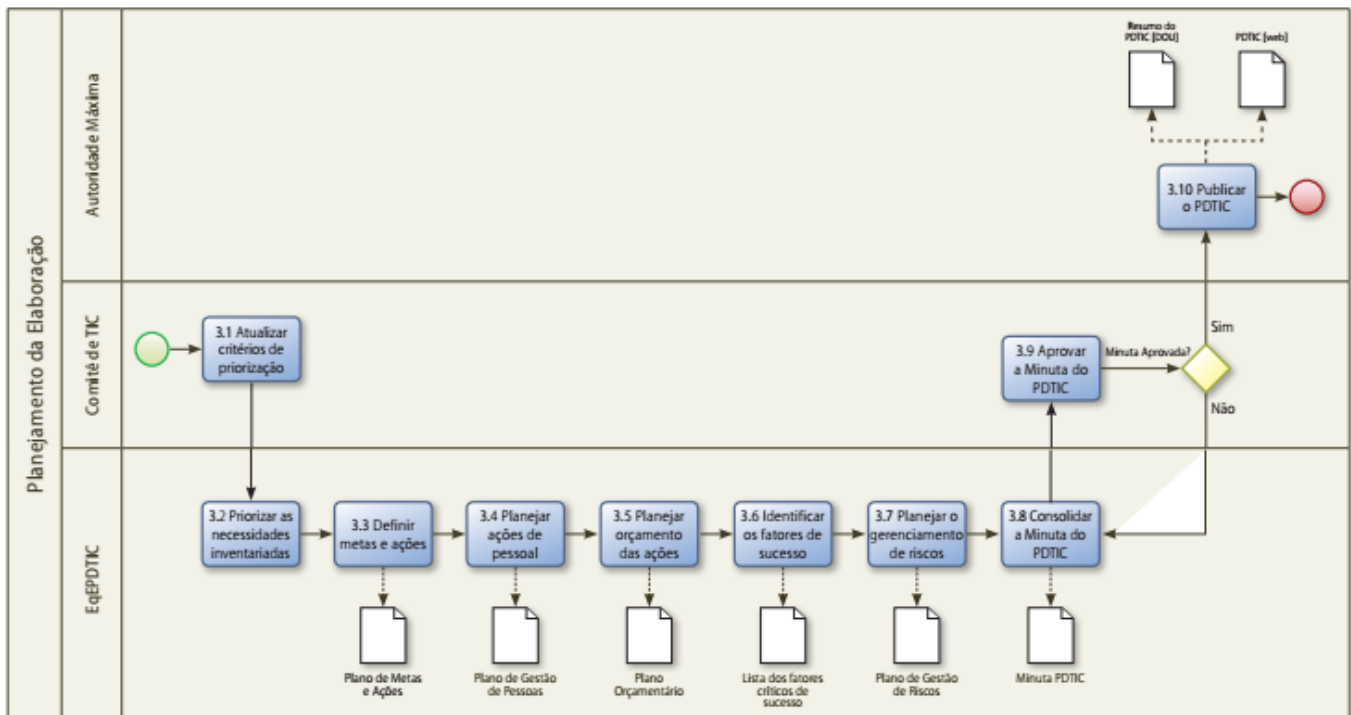 Planejamento da Elaboração
Autoridade Máxima
Resumo do
PDTIC [DOU]
PDTIC [web]
3.10 Publicar
o PDTIC
Comitê de TIC
3.1 Atualizar
critérios de
priorização
3.9 Aprovar
a Minuta do
PDTIC
Minuta Aprovada?
Sim
Não
EqEPDTIC
3.2 Priorizar as
necessidades
inventariadas
3.3 Definir
metas e ações
3.4 Planejar
ações de
pessoal
3.5 Planejar
orçamento
das ações
3.6 Identificar
os fatores de
sucesso
3.7 Planejar o
gerenciamento
de riscos
3.8 Consolidar
a Minuta do
PDTIC
Plano de Metas
e Ações
Plano de Gestão
de Pessoas
Plano
Orçamentário
Lista dos fatores
críticos de
sucesso
Plano de Gestão
de Riscos
Minuta PDTIC